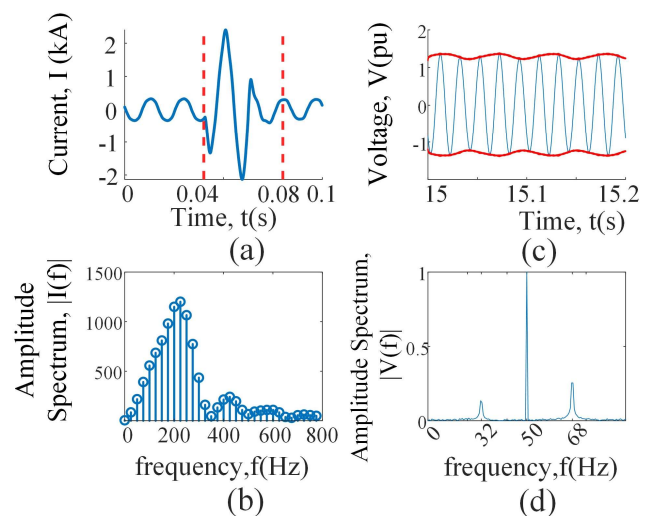 Current, I (kA)
2
1
0
-1
-2
0
0.04
0.08
0.1
Time, t(s)
(a)
Voltage, V(pu)
2
1
0
-1
15
15.1
15.2
Time, t(s)
(c)
Amplitude
Spectrum, |I(f)|
1500
1000
500
0
200
400
600
800
frequency,f(Hz)
(b)
Amplitude Spectrum,
|V(f)|
1
0.5
0
0
32
50
68
frequency,f(Hz)
(d)